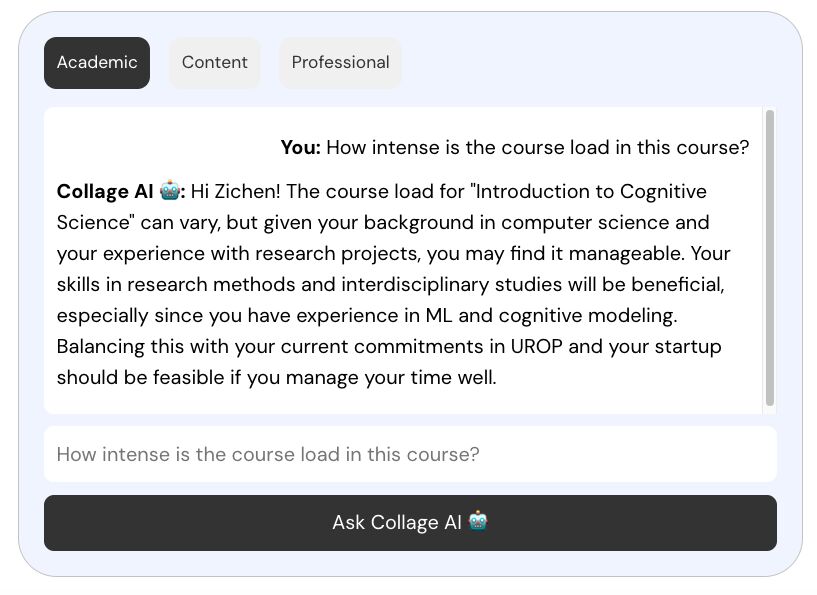 Academic
Content
Professional
You: How intense is the course load in this course?
Collage AI 🤖: Hi Zichen! The course load for "Introduction to Cognitive
Science" can vary, but given your background in computer science and
your experience with research projects, you may find it manageable. Your
skills in research methods and interdisciplinary studies will be beneficial,
especially since you have experience in ML and cognitive modeling.
Balancing this with your current commitments in UROP and your startup
should be feasible if you manage your time well.
How intense is the course load in this course?
Ask Collage AI 🤖